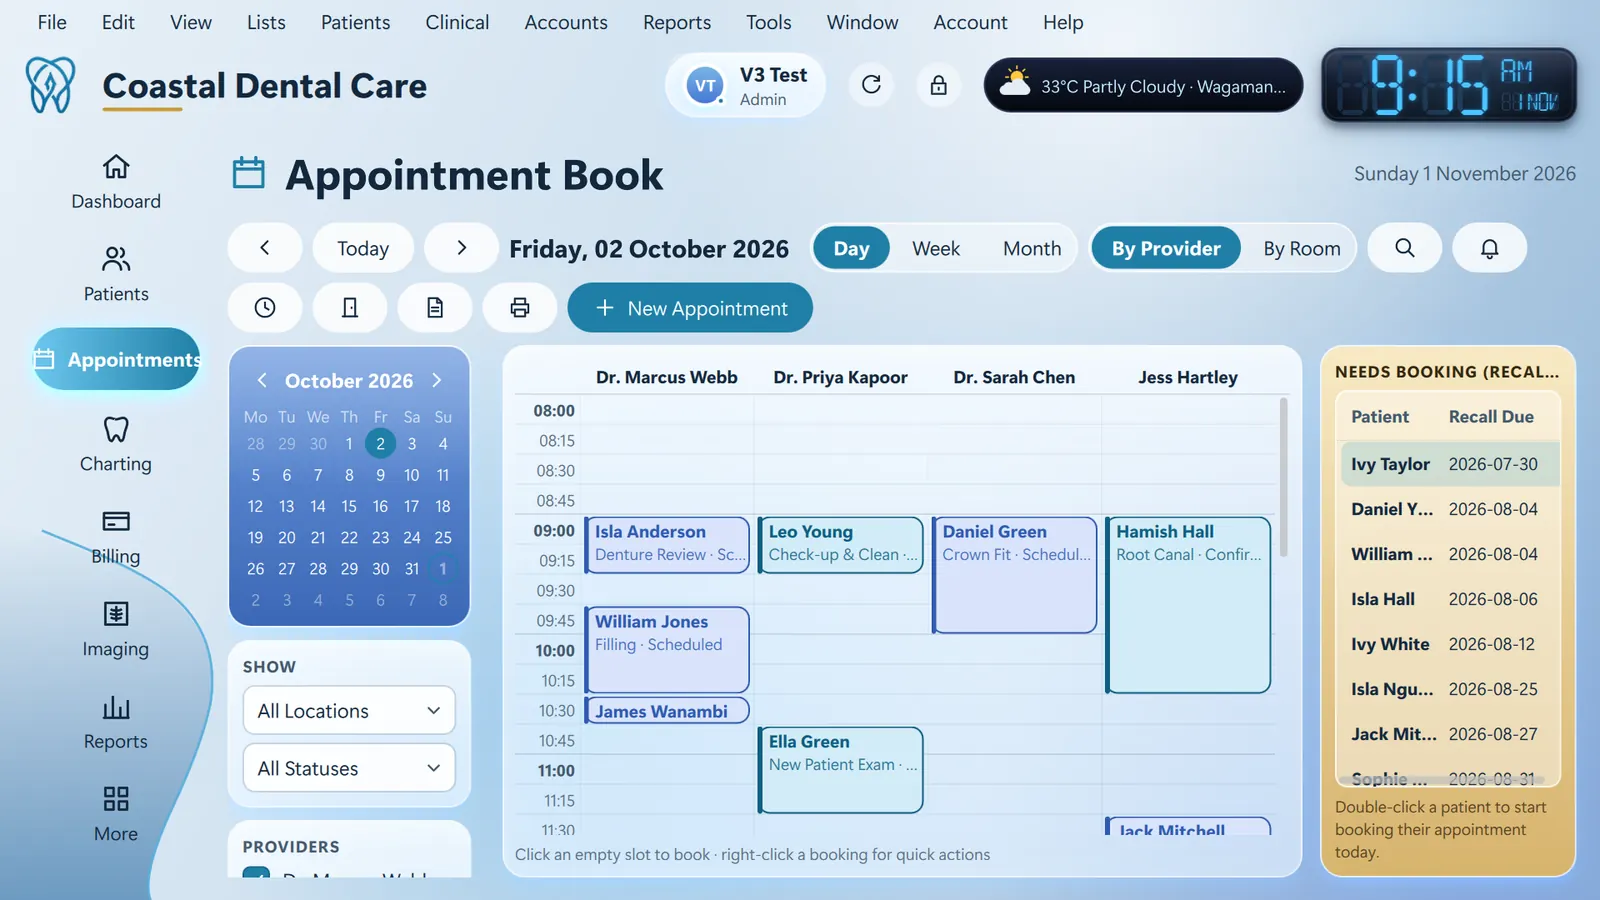 File Edit View Lists Patients Clinical Accounts Reports Tools Window Account Help
Coastal Dental Care
VT
V3 Test
Admin
33°C Partly Cloudy · Wagaman...
9:15 AM
1 NOV
Dashboard
Patients
Appointments
Charting
Billing
Imaging
Reports
More
Appointment Book
Sunday 1 November 2026
Today
Friday, 02 October 2026
Day Week Month
By Provider By Room
New Appointment
October 2026
Mo Tu We Th Fr Sa Su
28 29 30 1 2 3 4
5 6 7 8 9 10 11
12 13 14 15 16 17 18
19 20 21 22 23 24 25
26 27 28 29 30 31 1
2 3 4 5 6 7 8
SHOW
All Locations
All Statuses
PROVIDERS
Dr. Marcus Webb Dr. Priya Kapoor Dr. Sarah Chen Jess Hartley
08:00
08:15
08:30
08:45
09:00
09:15
09:30
09:45
10:00
10:15
10:30
10:45
11:00
11:15
11:30
Isla Anderson
Denture Review · Sc...
William Jones
Filling · Scheduled
James Wanambi
Leo Young
Check-up & Clean ·...
Ella Green
New Patient Exam · ...
Daniel Green
Crown Fit · Schedul...
Hamish Hall
Root Canal · Confir...
Jack Mitchell
Click an empty slot to book · right-click a booking for quick actions
NEEDS BOOKING (RECAL...
Patient Recall Due
Ivy Taylor 2026-07-30
Daniel Y... 2026-08-04
William ... 2026-08-04
Isla Hall 2026-08-06
Ivy White 2026-08-12
Isla Ngu... 2026-08-25
Jack Mit... 2026-08-27
Sophie ... 2026-08-31
Double-click a patient to start
booking their appointment
today.